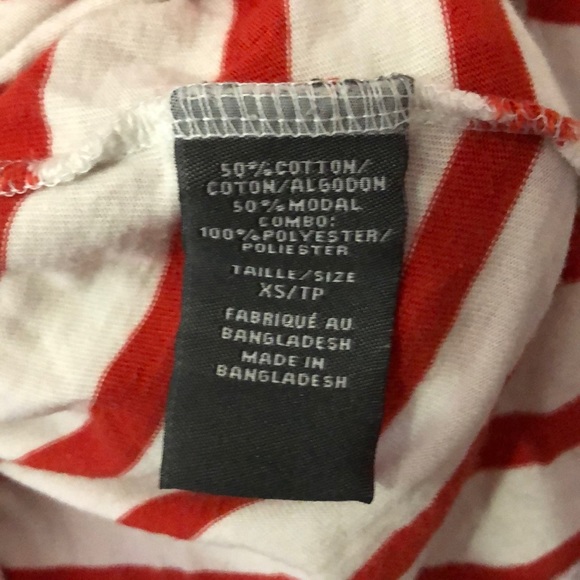 50%COTTON/
COTON/ALGODON
50%MODAL
COMBO:
100%POLYESTER/
POLIESTER
TAILLE/SIZE
XS/TP
FABRIQUÉ AU
BANGLADESH
MADE IN
BANGLADESH